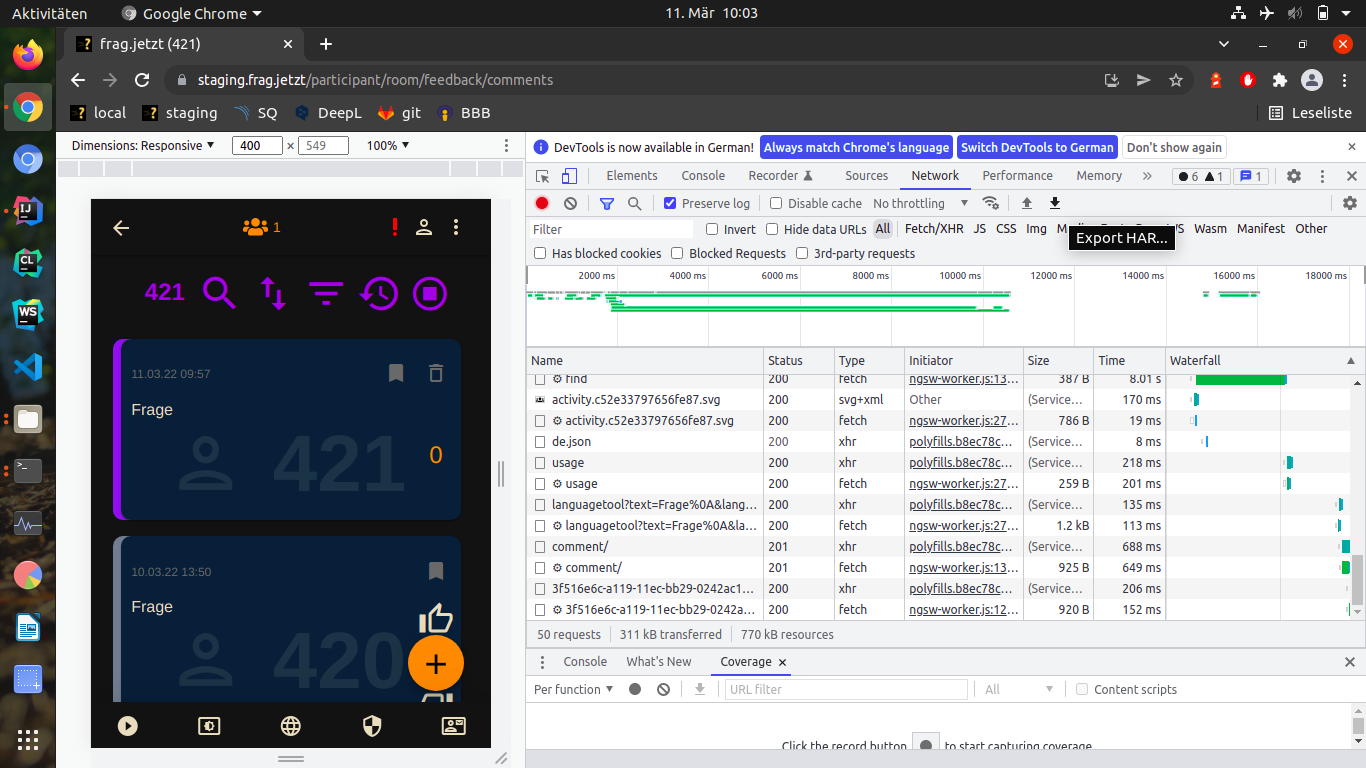 Aktivitäten Google Chrome 11. Mär 10:03
frag.jetzt (421)
staging.frag.jetzt/participant/room/feedback/comments
local staging SQ DeepL git BBB Leseliste
Dimensions: Responsive 400 × 549 100%
DevTools is now available in German! Always match Chrome's language Switch DevTools to German Don't show again
Elements Console Recorder Sources Network Performance Memory » 6 1 1
Preserve log Disable cache No throttling
Filter Invert Hide data URLs All Fetch/XHR JS CSS Img Wasm Manifest Other
Export HAR...
Has blocked cookies Blocked Requests 3rd-party requests
2000 ms 4000 ms 6000 ms 8000 ms 10000 ms 12000 ms 14000 ms 16000 ms 18000 ms
Name Status Type Initiator Size Time Waterfall
find 200 fetch ngsw-worker.js:13... 387 B 8.01 s
activity.c52e33797656fe87.svg 200 svg+xml Other (Service... 170 ms
activity.c52e33797656fe87.svg 200 fetch ngsw-worker.js:27... 786 B 19 ms
de.json 200 xhr polyfills.b8ec78c... (Service... 8 ms
usage 200 xhr polyfills.b8ec78c... (Service... 218 ms
usage 200 fetch ngsw-worker.js:27... 259 B 201 ms
languagetool?text=Frage%0A&lang... 200 xhr polyfills.b8ec78c... (Service... 135 ms
languagetool?text=Frage%0A&la... 200 fetch ngsw-worker.js:27... 1.2 kB 113 ms
comment/ 201 xhr polyfills.b8ec78c... (Service... 688 ms
comment/ 201 fetch ngsw-worker.js:13... 925 B 649 ms
3f516e6c-a119-11ec-bb29-0242ac1... 200 xhr polyfills.b8ec78c... (Service... 206 ms
3f516e6c-a119-11ec-bb29-0242a... 200 fetch ngsw-worker.js:12... 920 B 152 ms
50 requests 311 kB transferred 770 kB resources
Console What's New Coverage
Per function URL filter All Content scripts
Click the record button to start capturing coverage
1
421
11.03.22 09:57
Frage
421
0
10.03.22 13:50
Frage
420